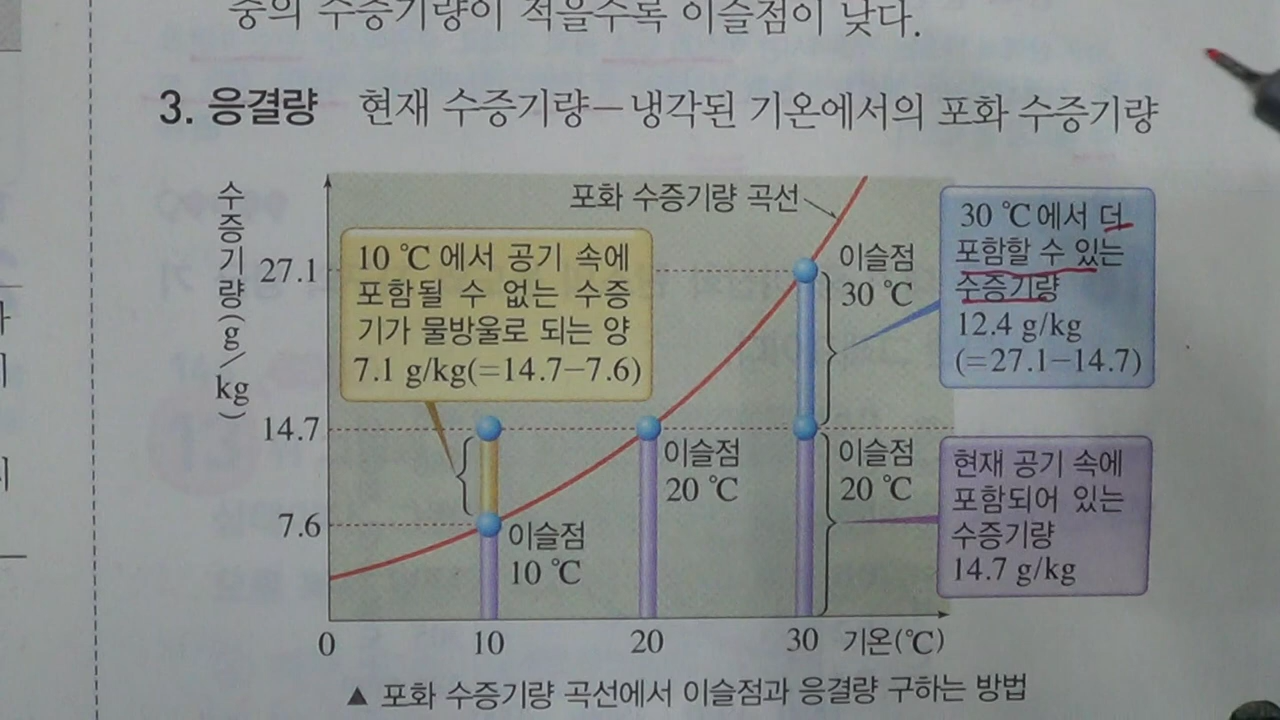 중의 수증기량이 적을수록 이슬점이 낮다.
3. 응결량 현재 수증기량－냉각된 기온에서의 포화 수증기량
수증기량(g/kg)
포화 수증기량 곡선
27.1
14.7
7.6
10 ℃에서 공기 속에
포함될 수 없는 수증
기가 물방울로 되는 양
7.1 g/kg(=14.7−7.6)
이슬점
30 ℃
30 ℃에서 더
포함할 수 있는
수증기량
12.4 g/kg
(=27.1−14.7)
이슬점
10 ℃
이슬점
20 ℃
이슬점
20 ℃
현재 공기 속에
포함되어 있는
수증기량
14.7 g/kg
0 10 20 30 기온(℃)
▲ 포화 수증기량 곡선에서 이슬점과 응결량 구하는 방법